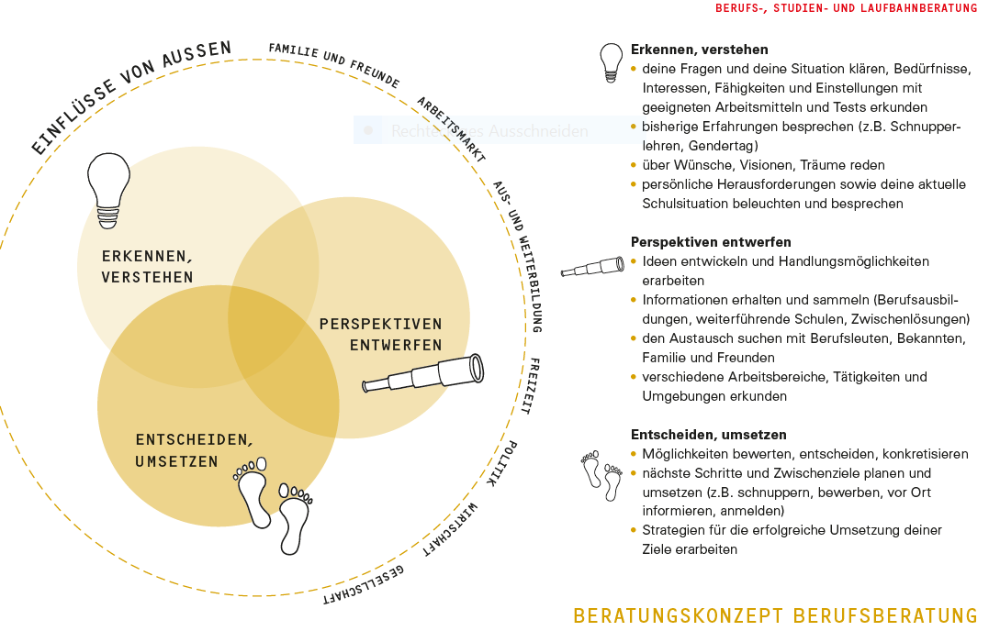 BERUFS-, STUDIEN- UND LAUFBAHNBERATUNG
EINFLÜSSE VON AUSSEN
FAMILIE UND FREUNDE
ARBEITSMARKT
AUS- UND WEITERBILDUNG
FREIZEIT
POLITIK
WIRTSCHAFT
GESELLSCHAFT
Rechteckiges Ausschneiden
ERKENNEN,
VERSTEHEN
PERSPEKTIVEN
ENTWERFEN
ENTSCHEIDEN,
UMSETZEN
Erkennen, verstehen
• deine Fragen und deine Situation klären, Bedürfnisse,
Interessen, Fähigkeiten und Einstellungen mit
geeigneten Arbeitsmitteln und Tests erkunden
• bisherige Erfahrungen besprechen (z.B. Schnupper-
lehren, Gendertag)
• über Wünsche, Visionen, Träume reden
• persönliche Herausforderungen sowie deine aktuelle
Schulsituation beleuchten und besprechen
Perspektiven entwerfen
• Ideen entwickeln und Handlungsmöglichkeiten
erarbeiten
• Informationen erhalten und sammeln (Berufsausbil-
dungen, weiterführende Schulen, Zwischenlösungen)
• den Austausch suchen mit Berufsleuten, Bekannten,
Familie und Freunden
• verschiedene Arbeitsbereiche, Tätigkeiten und
Umgebungen erkunden
Entscheiden, umsetzen
• Möglichkeiten bewerten, entscheiden, konkretisieren
• nächste Schritte und Zwischenziele planen und
umsetzen (z.B. schnuppern, bewerben, vor Ort
informieren, anmelden)
• Strategien für die erfolgreiche Umsetzung deiner
Ziele erarbeiten
BERATUNGSKONZEPT BERUFSBERATUNG